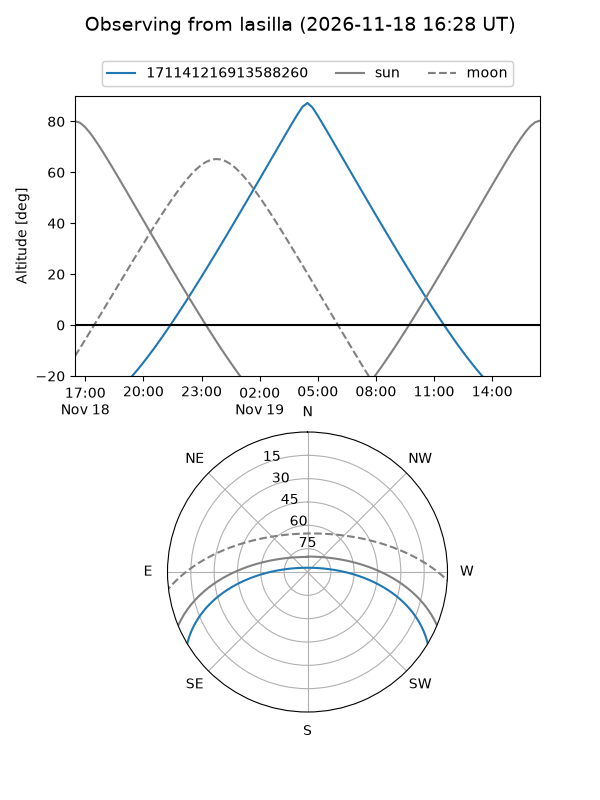 Observing from lasilla (2026-11-18 16:28 UT)
171141216913588260 sun moon
Altitude [deg]
80
60
40
20
0
−20
17:00 20:00 23:00 02:00 05:00 08:00 11:00 14:00
Nov 18 Nov 19
N
NE NW
15
30
45
60
75
E W
SE SW
S